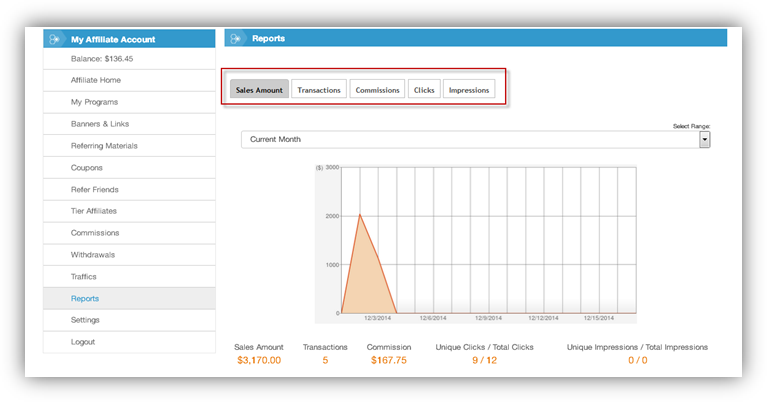 My Affiliate Account
Balance: $136.45
Affiliate Home
My Programs
Banners & Links
Referring Materials
Coupons
Refer Friends
Tier Affiliates
Commissions
Withdrawals
Traffics
Reports
Settings
Logout
Reports
Sales Amount Transactions Commissions Clicks Impressions
Select Range:
Current Month
($) 3000
2000
1000
0
12/3/2014 12/6/2014 12/9/2014 12/12/2014 12/15/2014
Sales Amount Transactions Commission Unique Clicks / Total Clicks Unique Impressions / Total Impressions
$3,170.00 5 $167.75 9 / 12 0 / 0